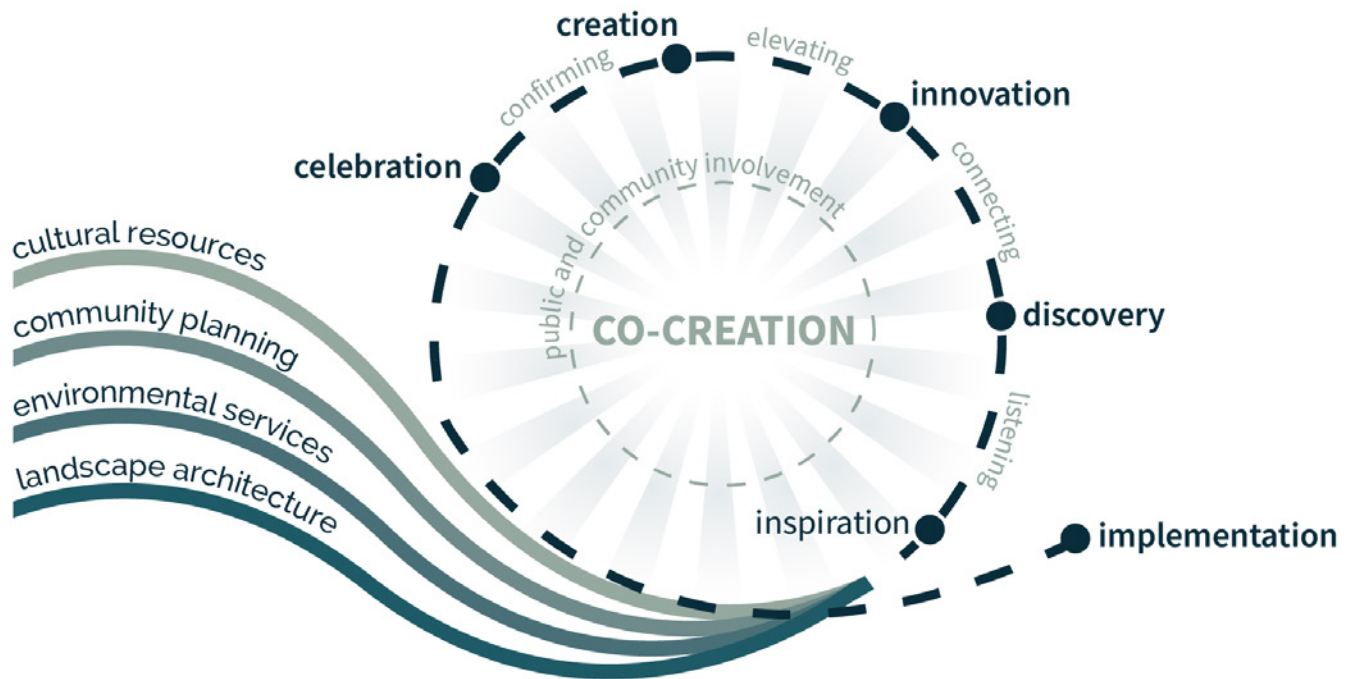 creation
elevating
confirming
innovation
connecting
celebration
public and community involvement
cultural resources
community planning
CO-CREATION
discovery
environmental services
listening
landscape architecture
inspiration
implementation